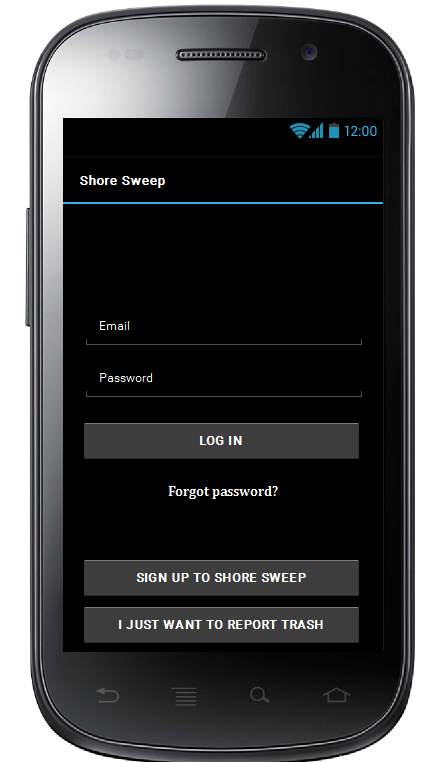 12:00
Shore Sweep
Email
Password
LOG IN
Forgot password?
SIGN UP TO SHORE SWEEP
I JUST WANT TO REPORT TRASH